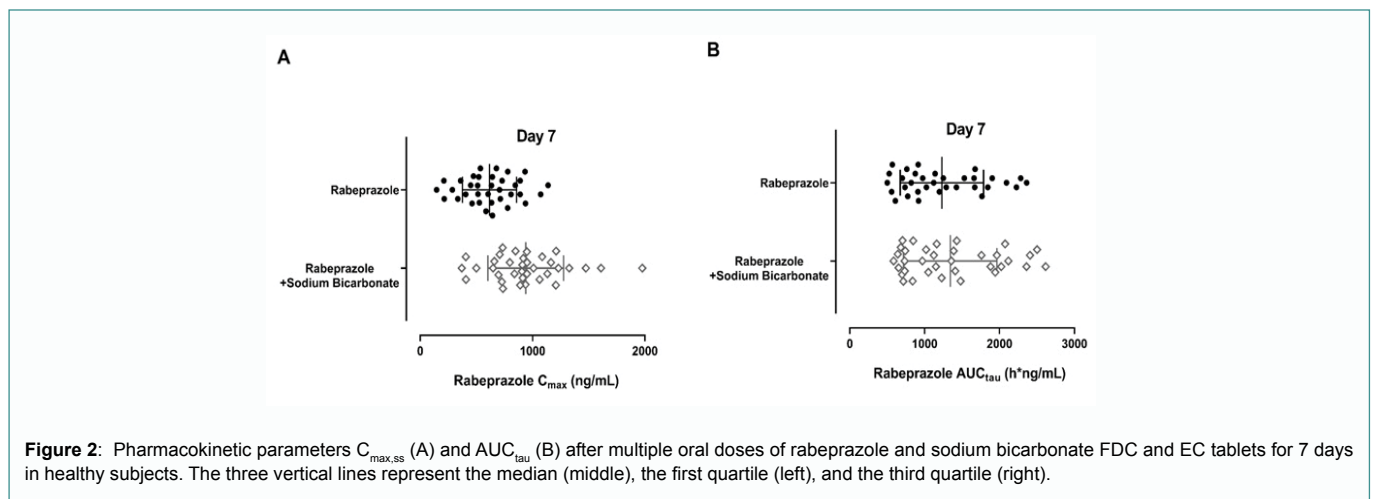 A
Day 7
Rabeprazole
Rabeprazole
+Sodium Bicarbonate
0 1000 2000
Rabeprazole Cmax (ng/mL)
B
Day 7
Rabeprazole
Rabeprazole
+Sodium Bicarbonate
0 1000 2000 3000
Rabeprazole AUCtau (h*ng/mL)
Figure 2: Pharmacokinetic parameters Cmax,ss (A) and AUCtau (B) after multiple oral doses of rabeprazole and sodium bicarbonate FDC and EC tablets for 7 days
in healthy subjects. The three vertical lines represent the median (middle), the first quartile (left), and the third quartile (right).